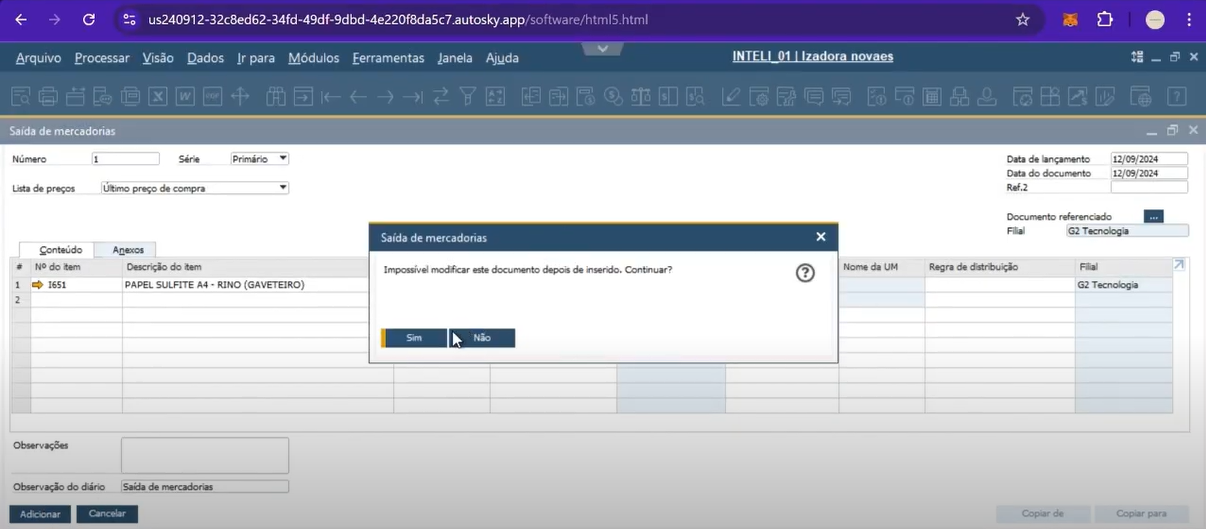 us240912-32c8ed62-34fd-49df-9dbd-4e220f8da5c7.autosky.app/software/html5.html
Arquivo Processar Visão Dados Ir para Módulos Ferramentas Janela Ajuda INTELI_01 | Izadora novaes
Saída de mercadorias
Número 1 Série Primário Data de lançamento 12/09/2024
Data do documento 12/09/2024
Lista de preços Último preço de compra Ref.2
Documento referenciado ...
Filial G2 Tecnologia
Saída de mercadorias
Impossível modificar este documento depois de inserido. Continuar?
Sim Não
Conteúdo Anexos
# Nº do item Descrição do item Nome da UM Regra de distribuição Filial
1 I651 PAPEL SULFITE A4 - RINO (GAVETEIRO) G2 Tecnologia
2
Observações
Observação do diário Saída de mercadorias
Adicionar Cancelar Copiar de Copiar para